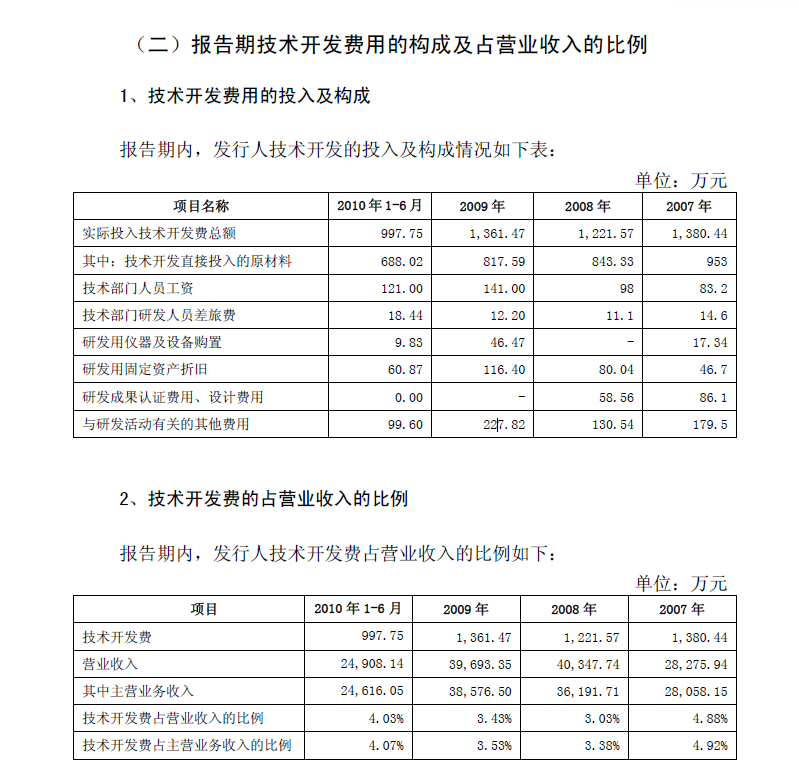 （二）报告期技术开发费用的构成及占营业收入的比例
1、技术开发费用的投入及构成
报告期内，发行人技术开发的投入及构成情况如下表：
单位：万元
项目名称 2010 年 1-6 月 2009 年 2008 年 2007 年
实际投入技术开发费总额 997.75 1,361.47 1,221.57 1,380.44
其中：技术开发直接投入的原材料 688.02 817.59 843.33 953
技术部门人员工资 121.00 141.00 98 83.2
技术部门研发人员差旅费 18.44 12.20 11.1 14.6
研发用仪器及设备购置 9.83 46.47 - 17.34
研发用固定资产折旧 60.87 116.40 80.04 46.7
研发成果认证费用、设计费用 0.00 - 58.56 86.1
与研发活动有关的其他费用 99.60 227.82 130.54 179.5
2、技术开发费的占营业收入的比例
报告期内，发行人技术开发费占营业收入的比例如下：
单位：万元
项目 2010 年 1-6 月 2009 年 2008 年 2007 年
技术开发费 997.75 1,361.47 1,221.57 1,380.44
营业收入 24,908.14 39,693.35 40,347.74 28,275.94
其中主营业务收入 24,616.05 38,576.50 36,191.71 28,058.15
技术开发费占营业收入的比例 4.03% 3.43% 3.03% 4.88%
技术开发费占主营业务收入的比例 4.07% 3.53% 3.38% 4.92%